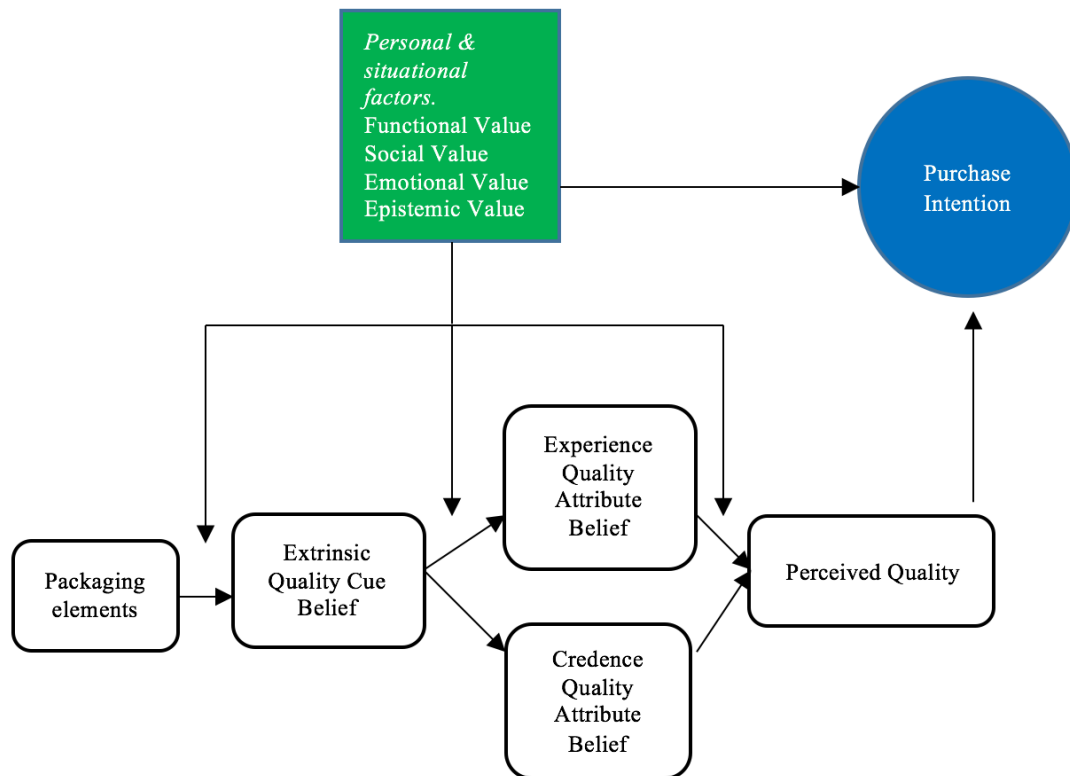 Personal &
situational
factors.
Functional Value
Social Value
Emotional Value
Epistemic Value
Purchase
Intention
Experience
Quality
Attribute
Belief
Packaging
elements
Extrinsic
Quality Cue
Belief
Perceived Quality
Credence
Quality
Attribute
Belief